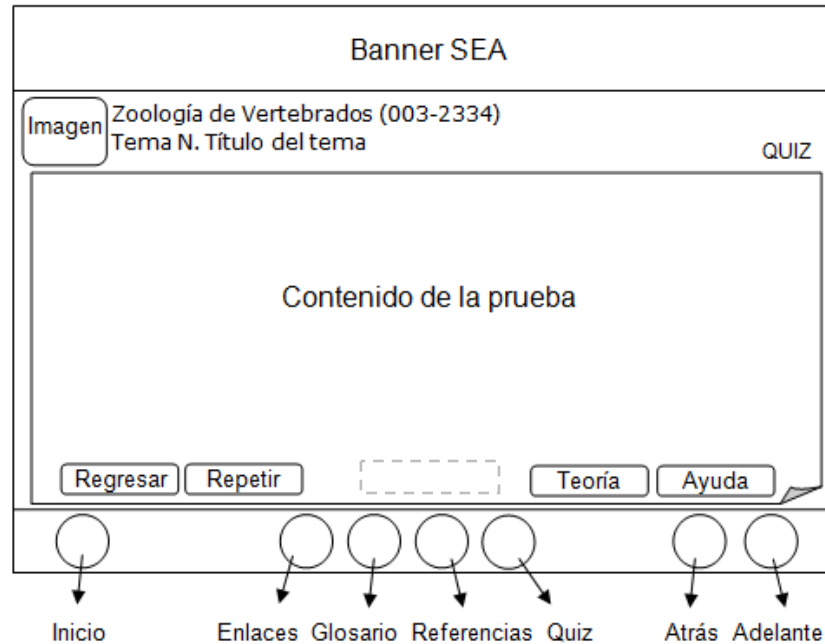 Banner SEA
Imagen
Zoología de Vertebrados (003-2334)
Tema N. Título del tema
QUIZ
Contenido de la prueba
Regresar Repetir Teoría Ayuda
Inicio Enlaces Glosario Referencias Quiz Atrás Adelante